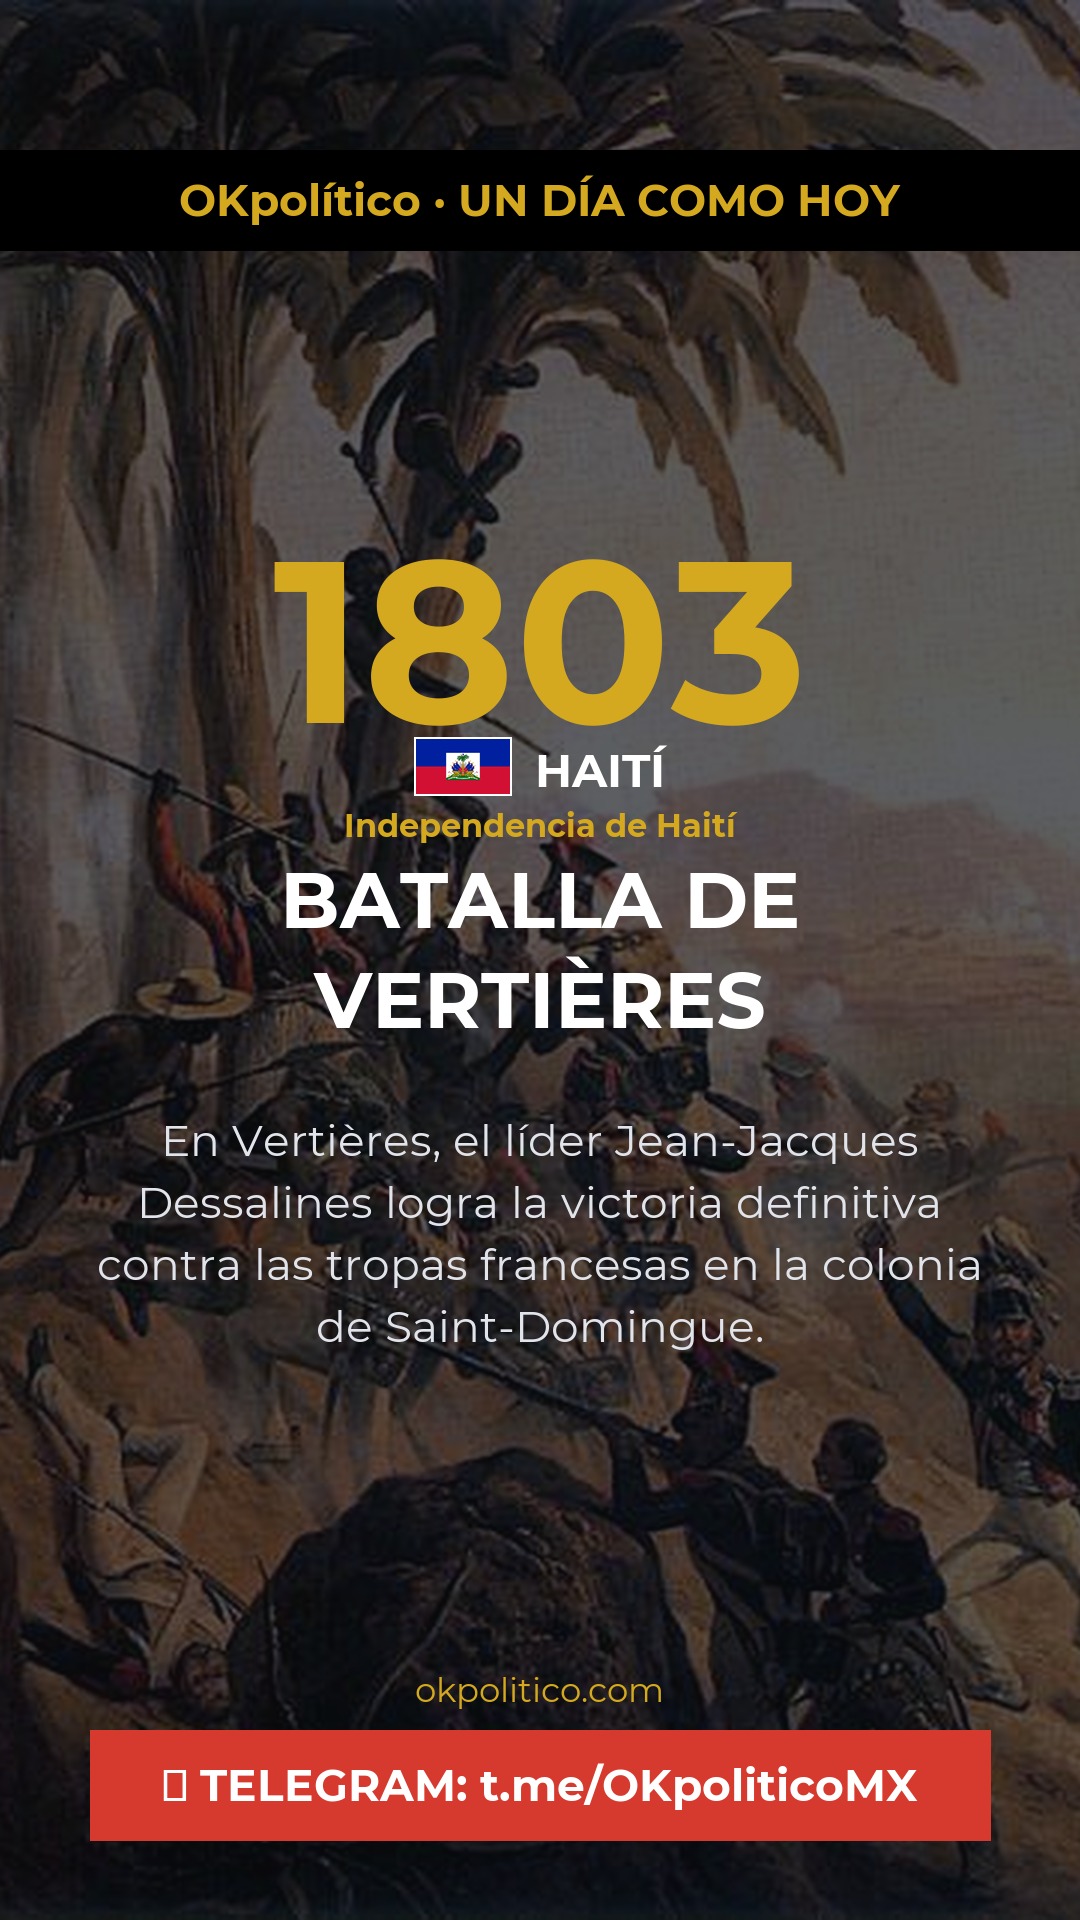 OKpolítico · UN DÍA COMO HOY
1803
HAITÍ
Independencia de Haití
BATALLA DE
VERTIÈRES
En Vertières, el líder Jean-Jacques
Dessalines logra la victoria definitiva
contra las tropas francesas en la colonia
de Saint-Domingue.
okpolitico.com
TELEGRAM: t.me/OKpoliticoMX